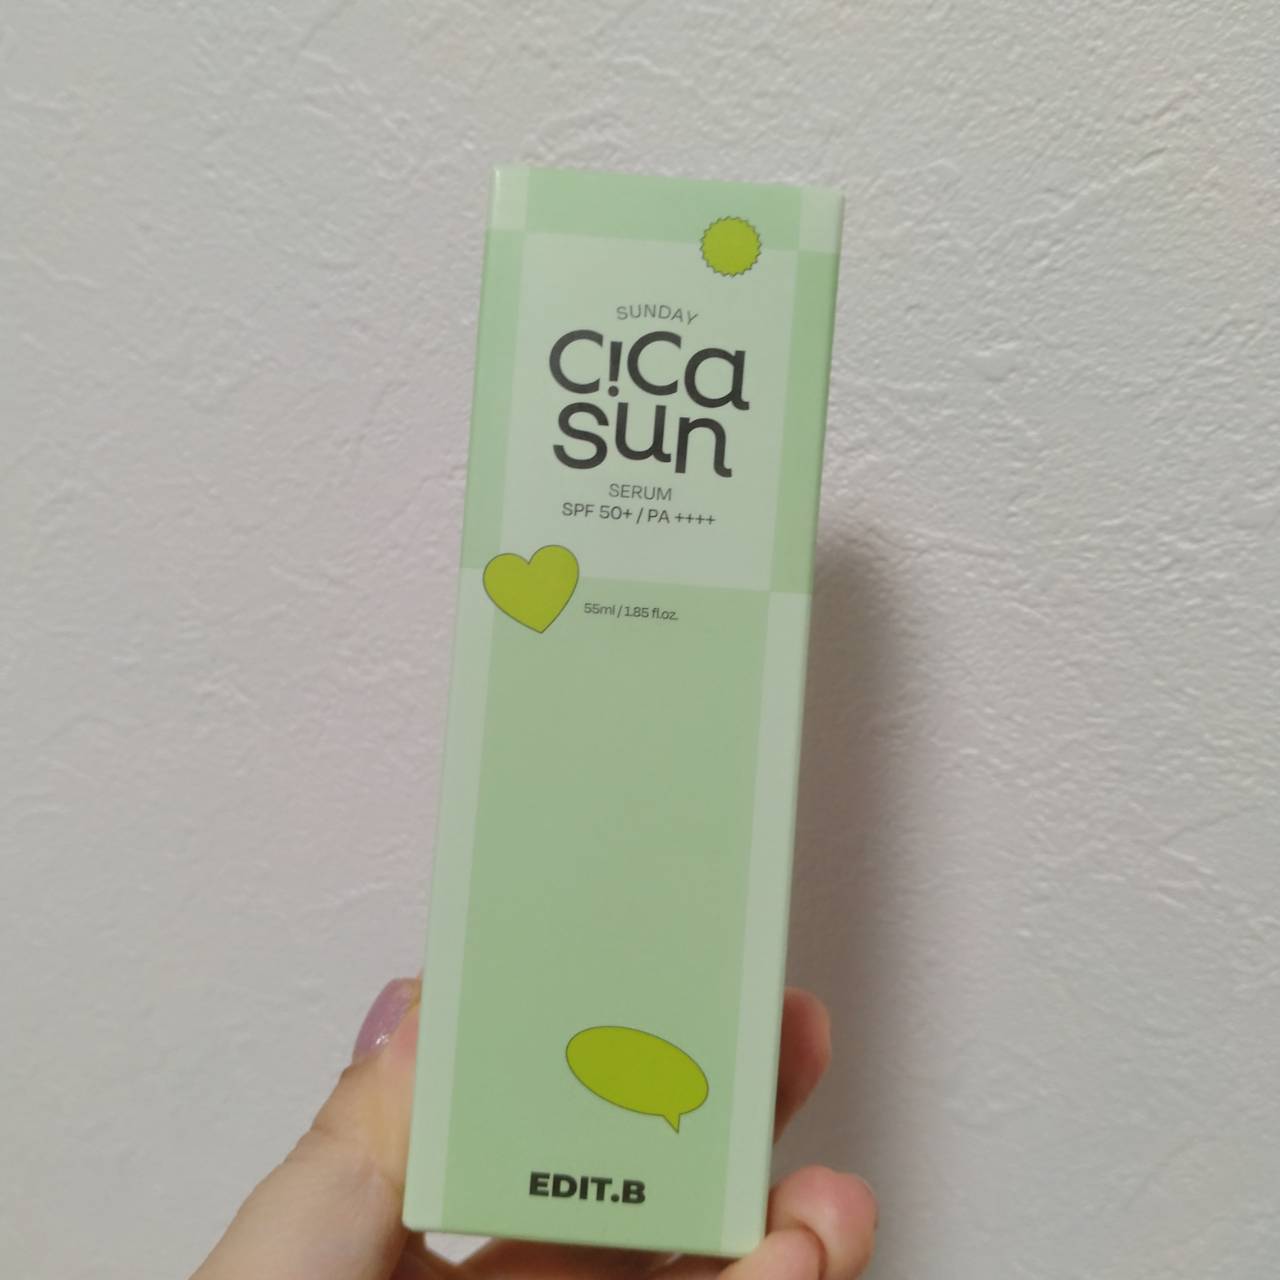 SUNDAY
c!ca
sun
SERUM
SPF 50+ / PA ++++
55ml / 1.85 fl.oz.
EDIT.B